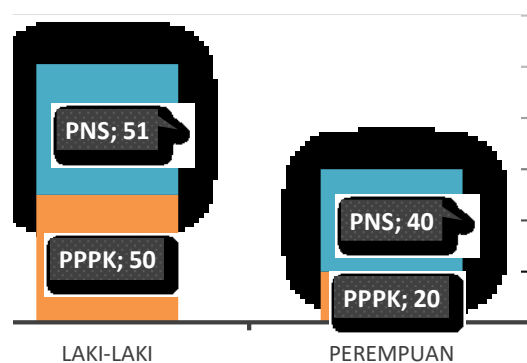 PNS; 51
PNS; 40
PPPK; 50
PPPK; 20
LAKI-LAKI
PEREMPUAN